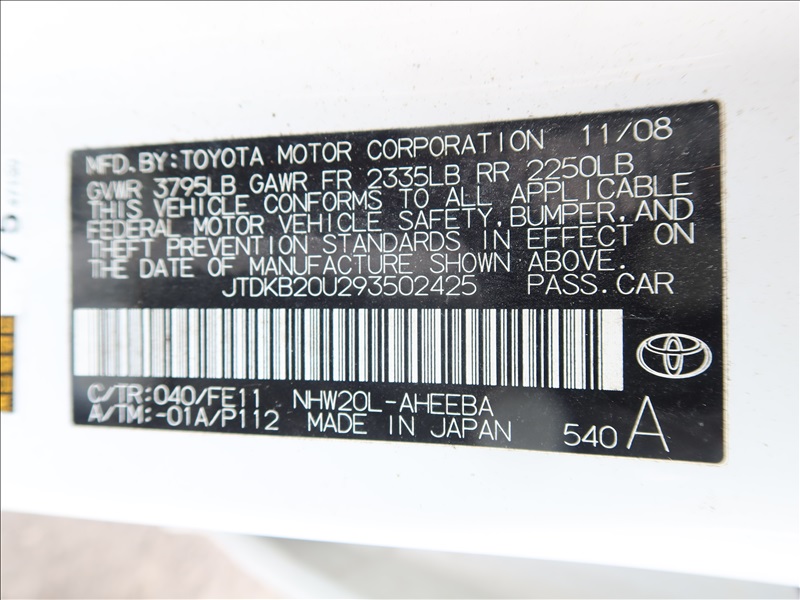 MFD. BY: TOYOTA MOTOR CORPORATION 11/08
GVWR 3795LB GAWR FR 2335LB RR 2250LB
THIS VEHICLE CONFORMS TO ALL APPLICABLE
FEDERAL MOTOR VEHICLE SAFETY, BUMPER, AND
THEFT PREVENTION STANDARDS IN EFFECT ON
THE DATE OF MANUFACTURE SHOWN ABOVE.
JTDKB20U293502425 PASS. CAR
C/TR: 040/FE11 NHW20L-AHEEBA
A/TM: -01A/P112 MADE IN JAPAN 540 A